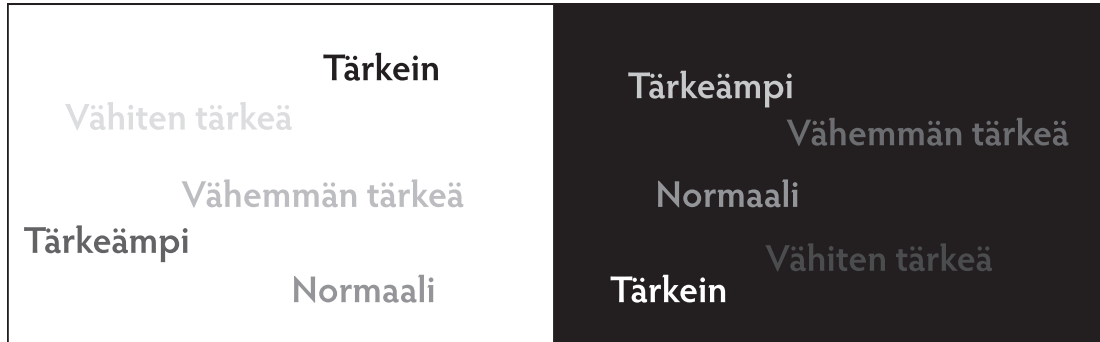 Tärkein
Vähiten tärkeä
Vähemmän tärkeä
Tärkeämpi
Normaali
Tärkeämpi
Vähemmän tärkeä
Normaali
Vähiten tärkeä
Tärkein